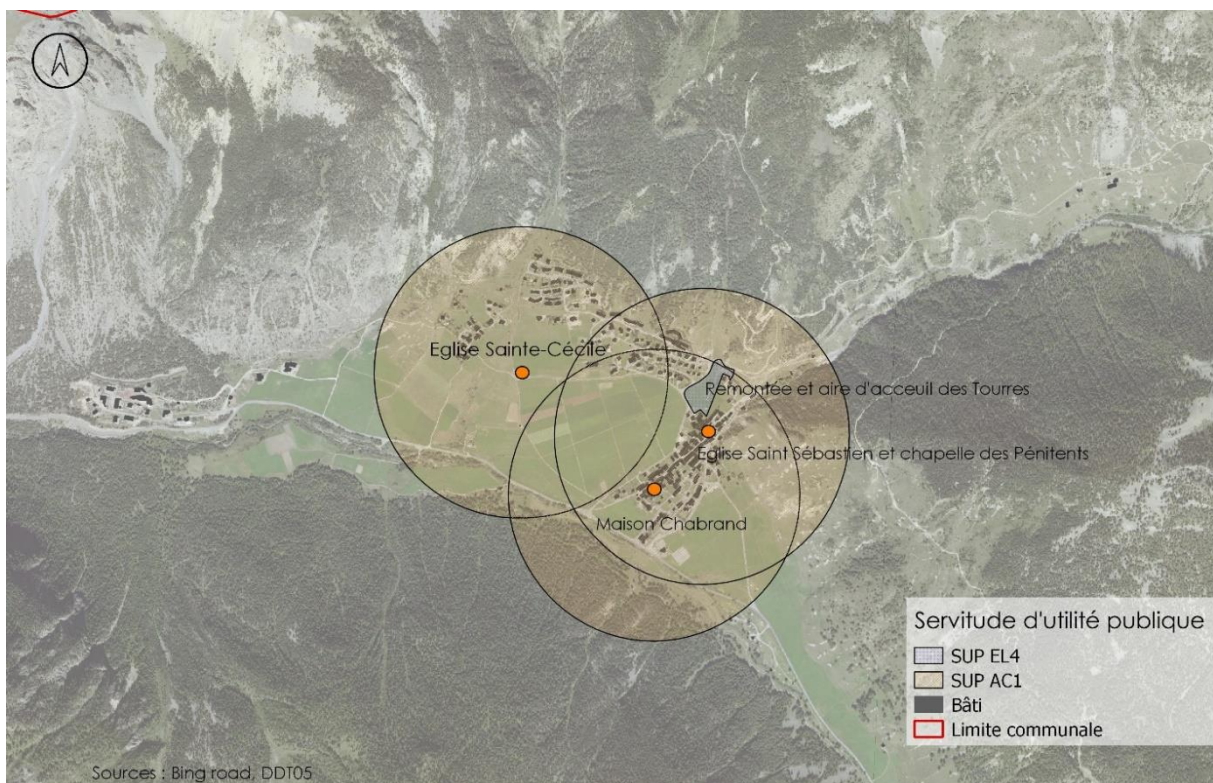 Eglise Sainte-Cécile
Remontée et aire d'acceuil des Tourres
Eglise Saint Sébastien et chapelle des Pénitents
Maison Chabrand
Servitude d'utilité publique
SUP EL4
SUP AC1
Bâti
Limite communale
Sources : Bing road, DDT05